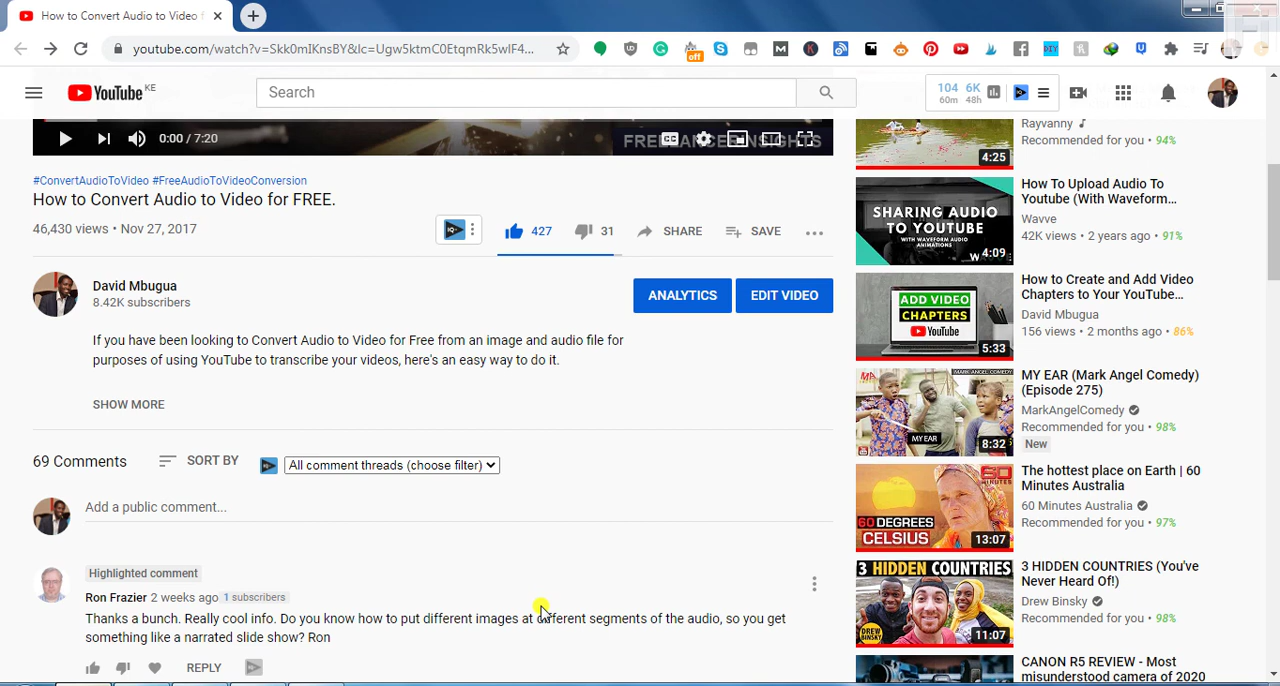 How to Convert Audio to Video f
youtube.com/watch?v=Skk0mIKnsBY&lc=Ugw5ktmC0EtqmRk5wlF4...
off
YouTube KE
Search
104 6K
60m 48h
0:00 / 7:20
FREELANCER INSIGHTS
#ConvertAudioToVideo #FreeAudioToVideoConversion
How to Convert Audio to Video for FREE.
46,430 views • Nov 27, 2017
427
31
SHARE
SAVE
David Mbugua
8.42K subscribers
ANALYTICS
EDIT VIDEO
If you have been looking to Convert Audio to Video for Free from an image and audio file for
purposes of using YouTube to transcribe your videos, here's an easy way to do it.
SHOW MORE
69 Comments
SORT BY
All comment threads (choose filter)
Add a public comment...
Highlighted comment
Ron Frazier 2 weeks ago 1 subscribers
Thanks a bunch. Really cool info. Do you know how to put different images at different segments of the audio, so you get
something like a narrated slide show? Ron
REPLY
Rayvanny
Recommended for you • 94%
4:25
SHARING AUDIO
TO YOUTUBE
WITH WAVEFORM AUDIO
ANIMATIONS
4:09
How To Upload Audio To
Youtube (With Waveform...
Wavve
42K views • 2 years ago • 91%
ADD VIDEO
CHAPTERS
YouTube
5:33
How to Create and Add Video
Chapters to Your YouTube...
David Mbugua
156 views • 2 months ago • 86%
MARK ANGEL COMEDY
MY EAR
8:32
MY EAR (Mark Angel Comedy)
(Episode 275)
MarkAngelComedy
Recommended for you • 98%
New
60 MINUTES
60 DEGREES
CELSIUS
13:07
The hottest place on Earth | 60
Minutes Australia
60 Minutes Australia
Recommended for you • 97%
3 HIDDEN COUNTRIES
DREW BINSKY
11:07
3 HIDDEN COUNTRIES (You've
Never Heard Of!)
Drew Binsky
Recommended for you • 98%
CANON R5 REVIEW - Most
misunderstood camera of 2020